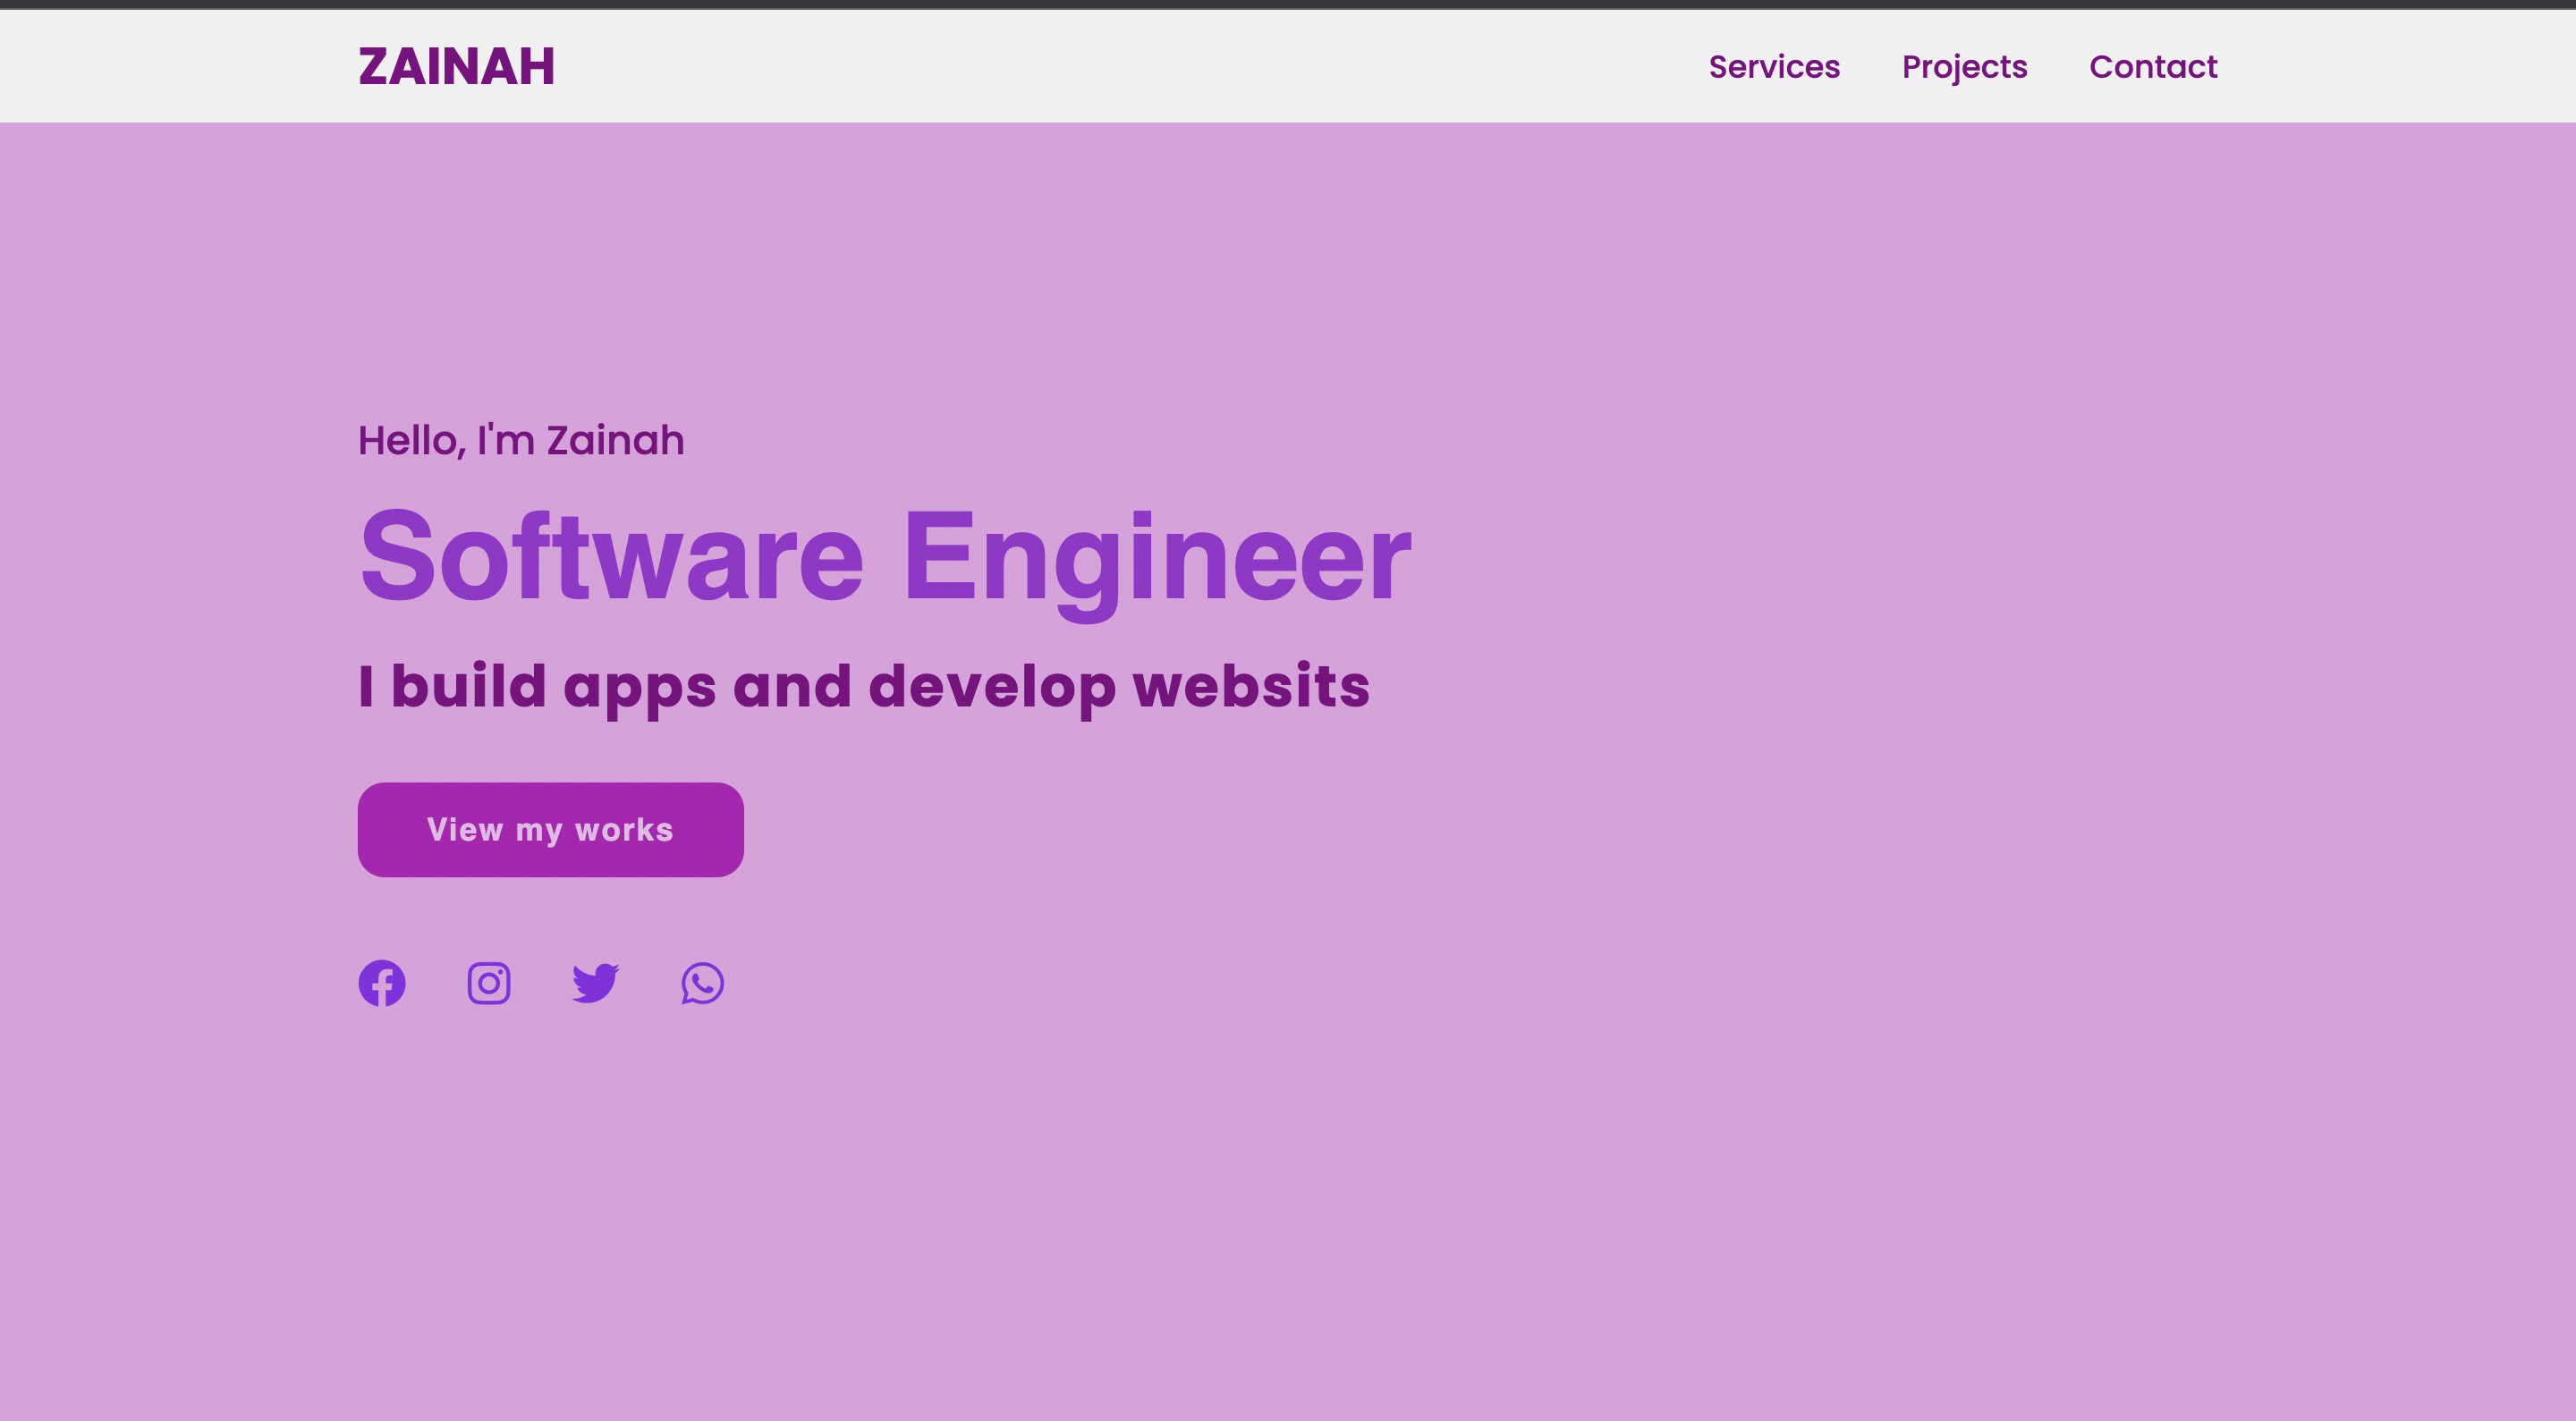 ZAINAH
Services Projects Contact
Hello, I'm Zainah
Software Engineer
I build apps and develop websits
View my works